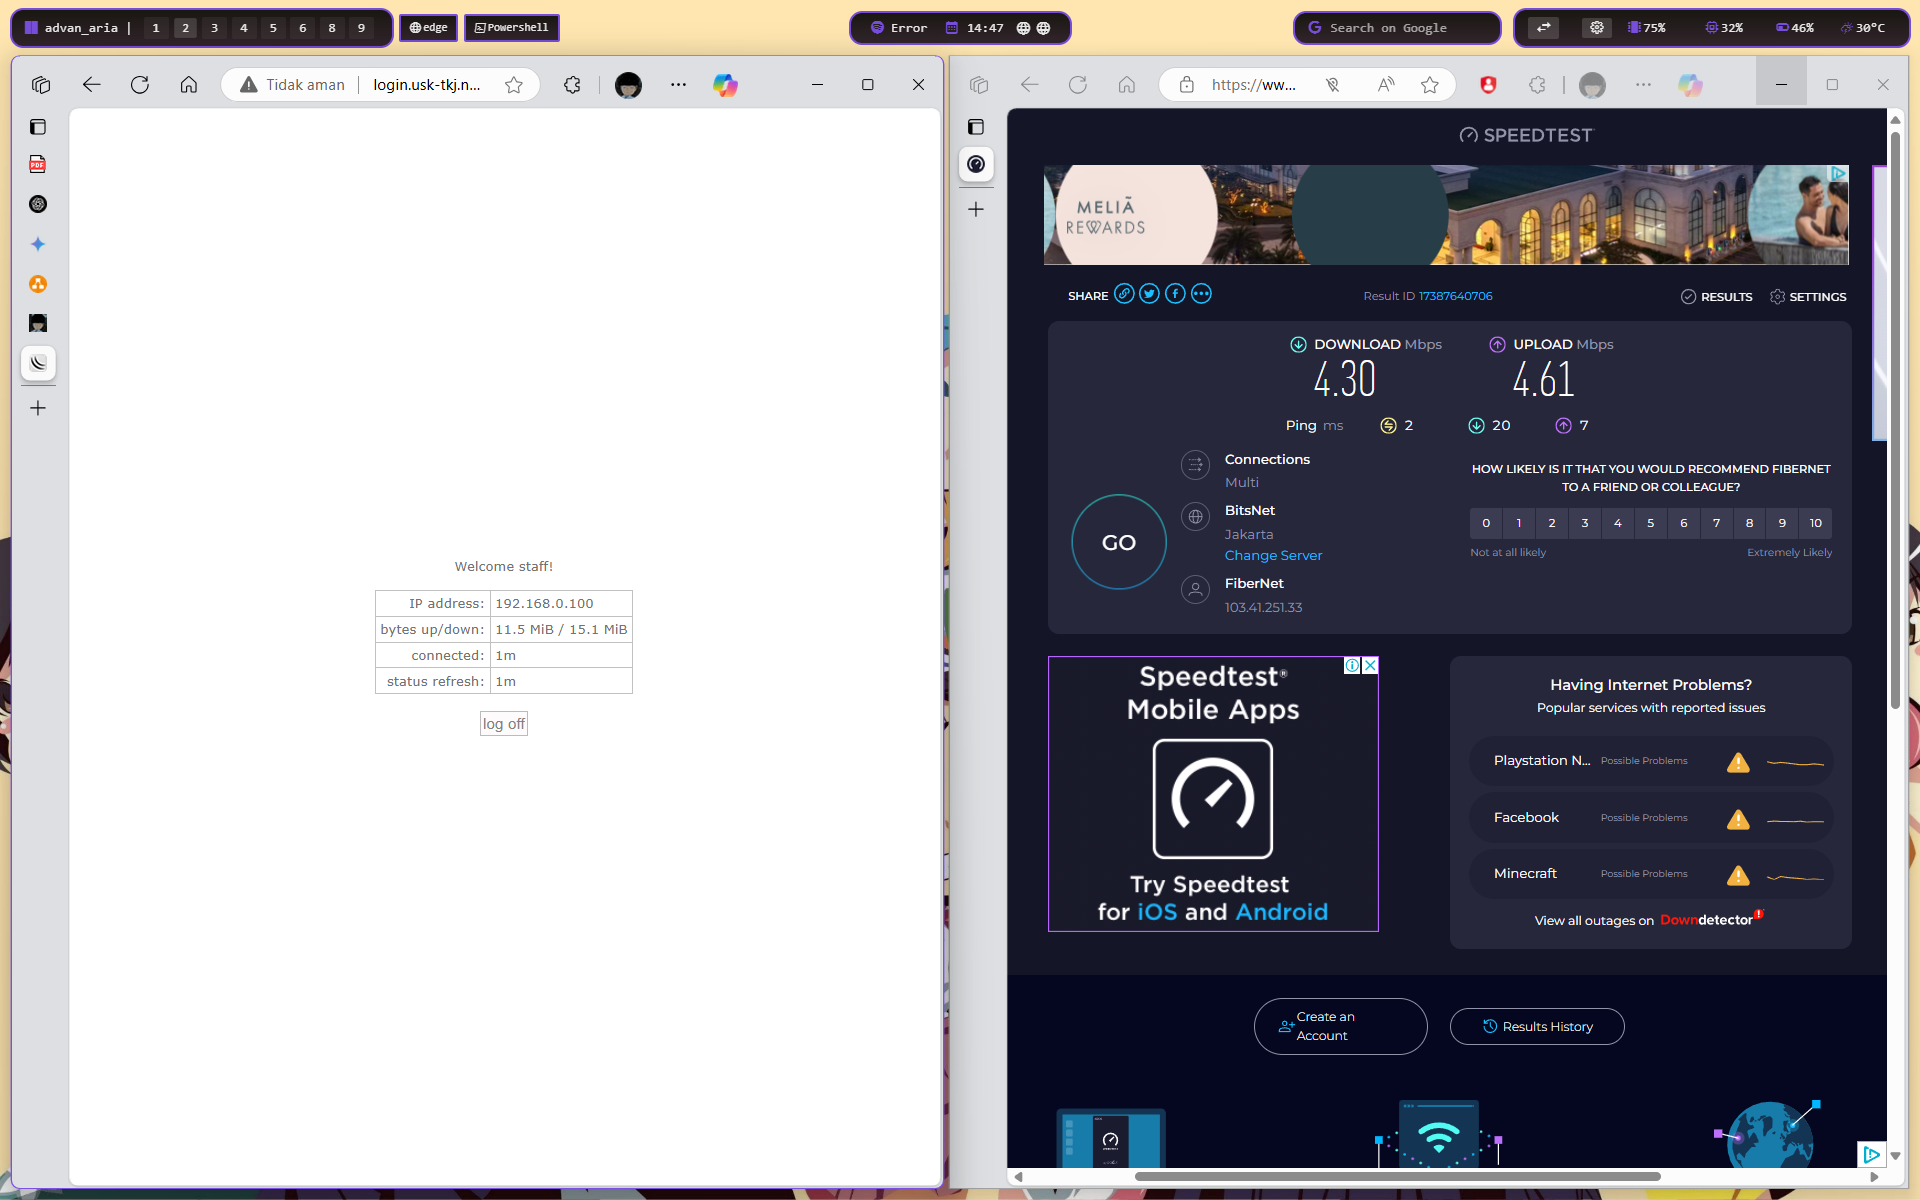 advan_aria | 1 2 3 4 5 6 8 9
edge
Powershell
Error 14:47
Search on Google
75% 32% 46% 30°C
Tidak aman login.usk-tkj.n...
https://ww...
PDF
Welcome staff!
IP address: 192.168.0.100
bytes up/down: 11.5 MiB / 15.1 MiB
connected: 1m
status refresh: 1m
log off
SPEEDTEST
MELIÃ
REWARDS
SHARE
Result ID 17387640706
RESULTS SETTINGS
DOWNLOAD Mbps
4.30
UPLOAD Mbps
4.61
Ping ms 2 20 7
GO
Connections
Multi
BitsNet
Jakarta
Change Server
FiberNet
103.41.251.33
HOW LIKELY IS IT THAT YOU WOULD RECOMMEND FIBERNET
TO A FRIEND OR COLLEAGUE?
0 1 2 3 4 5 6 7 8 9 10
Not at all likely Extremely Likely
Speedtest®
Mobile Apps
Try Speedtest
for iOS and Android
Having Internet Problems?
Popular services with reported issues
Playstation N... Possible Problems
Facebook Possible Problems
Minecraft Possible Problems
View all outages on Downdetector
Create an
Account
Results History